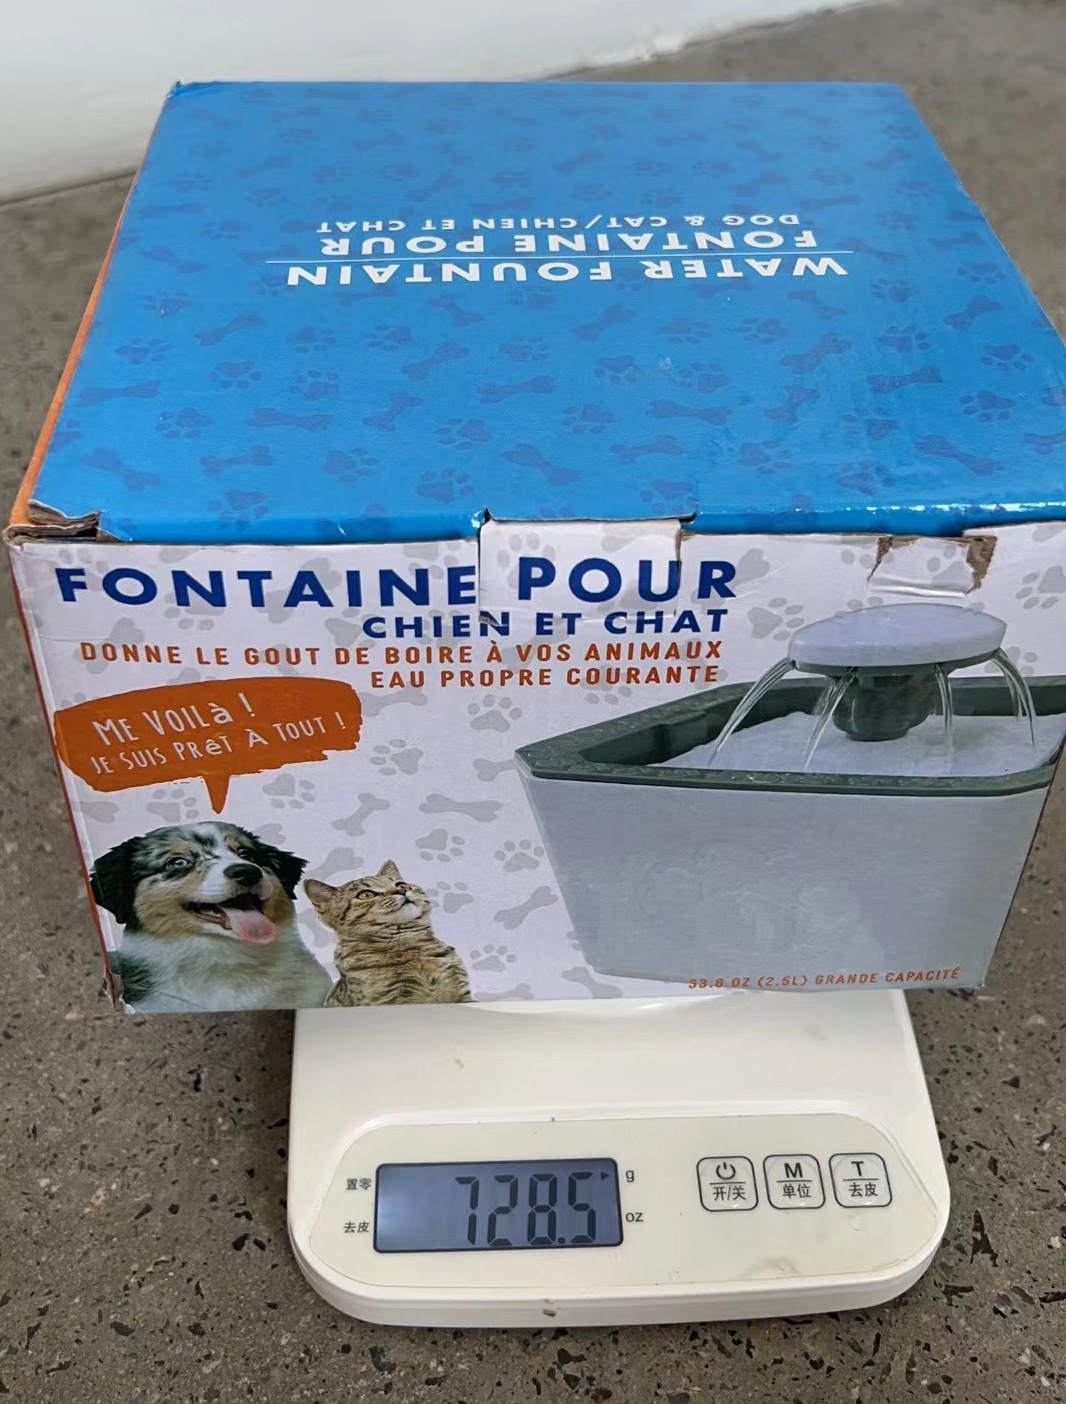 WATER FOUNTAIN
FONTAINE POUR
DOG & CAT/CHIEN ET CHAT
FONTAINE POUR
CHIEN ET CHAT
DONNE LE GOUT DE BOIRE À VOS ANIMAUX
EAU PROPRE COURANTE
ME VOILà !
JE SUIS PRêT À TOUT !
33.8 OZ (2.5L) GRANDE CAPACITÉ
置零
去皮
728.5
g
oz
开/关
M
单位
T
去皮